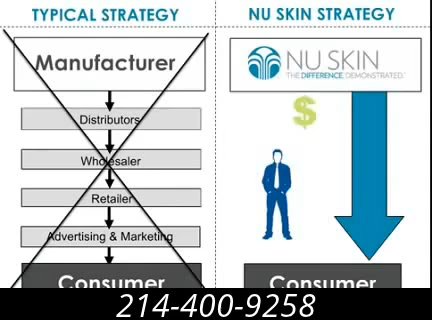 TYPICAL STRATEGY
Manufacturer
Distributors
Wholesaler
Retailer
Advertising & Marketing
Consumer
NU SKIN STRATEGY
NU SKIN
THE DIFFERENCE. DEMONSTRATED.
$
Consumer
214-400-9258